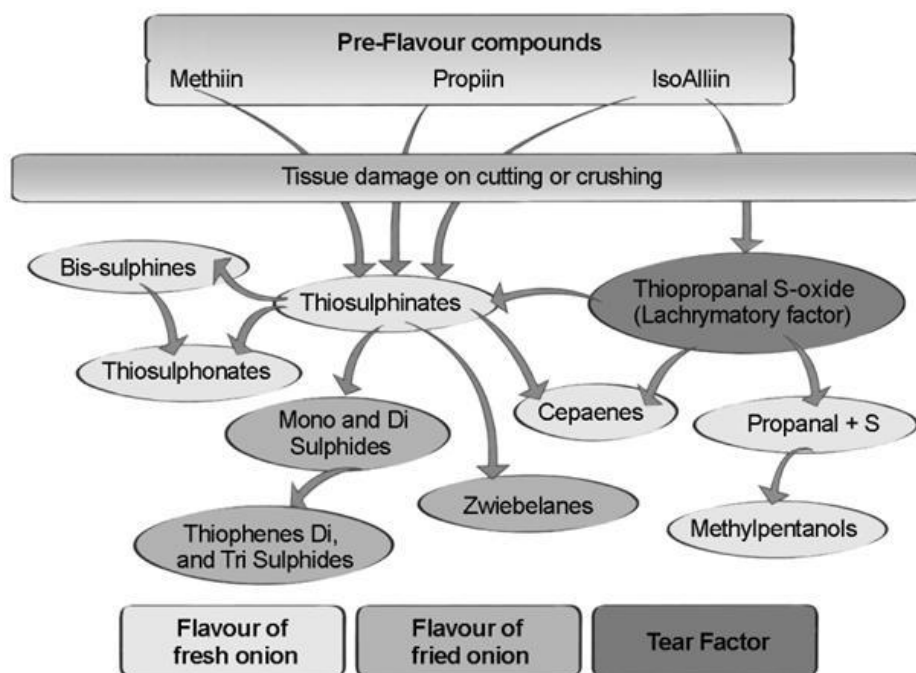 Pre-Flavour compounds
Methiin Propiin IsoAlliin
Tissue damage on cutting or crushing
Bis-sulphines
Thiosulphinates
Thiopropanal S-oxide
(Lachrymatory factor)
Thiosulphonates
Mono and Di
Sulphides
Cepaenes
Propanal + S
Zwiebelanes
Thiophenes Di,
and Tri Sulphides
Methylpentanols
Flavour of
fresh onion
Flavour of
fried onion
Tear Factor